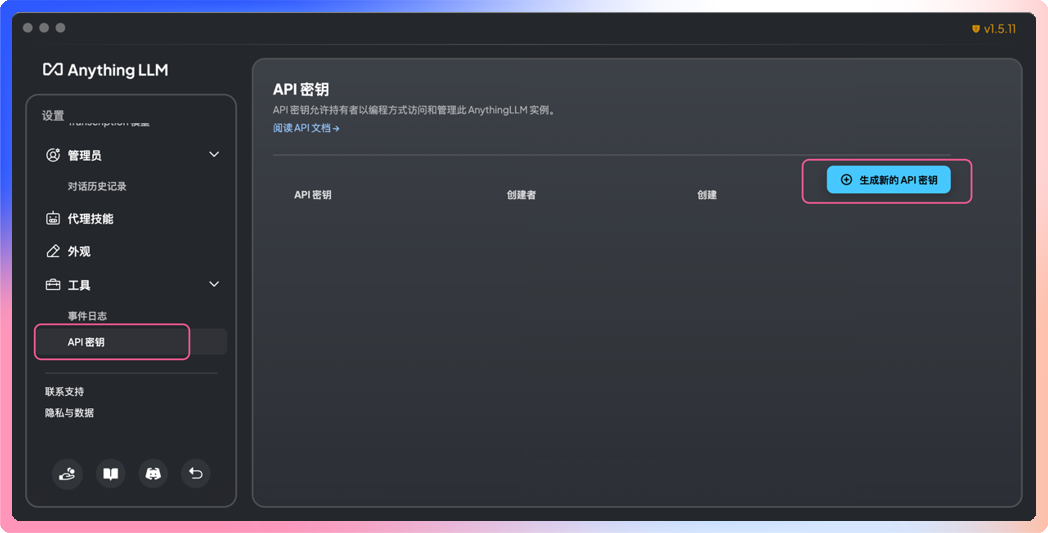 v1.5.11
Anything LLM
设置
Transcription 模型
管理员
对话历史记录
代理技能
外观
工具
事件日志
API 密钥
联系支持
隐私与数据
API 密钥
API 密钥允许持有者以编程方式访问和管理此 AnythingLLM 实例。
阅读 API 文档→
生成新的 API 密钥
API 密钥 创建者 创建